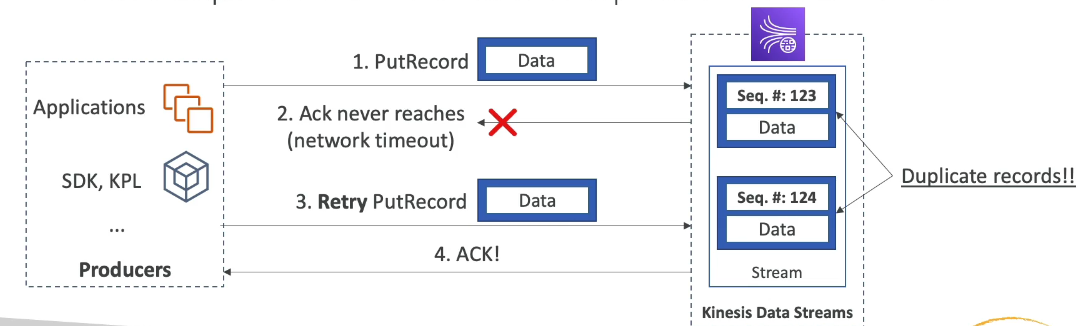 1. PutRecord
Data
Applications
2. Ack never reaches
(network timeout)
SDK, KPL
3. Retry PutRecord
Data
...
4. ACK!
Producers
Seq. #: 123
Data
Seq. #: 124
Data
Stream
Kinesis Data Streams
Duplicate records!!